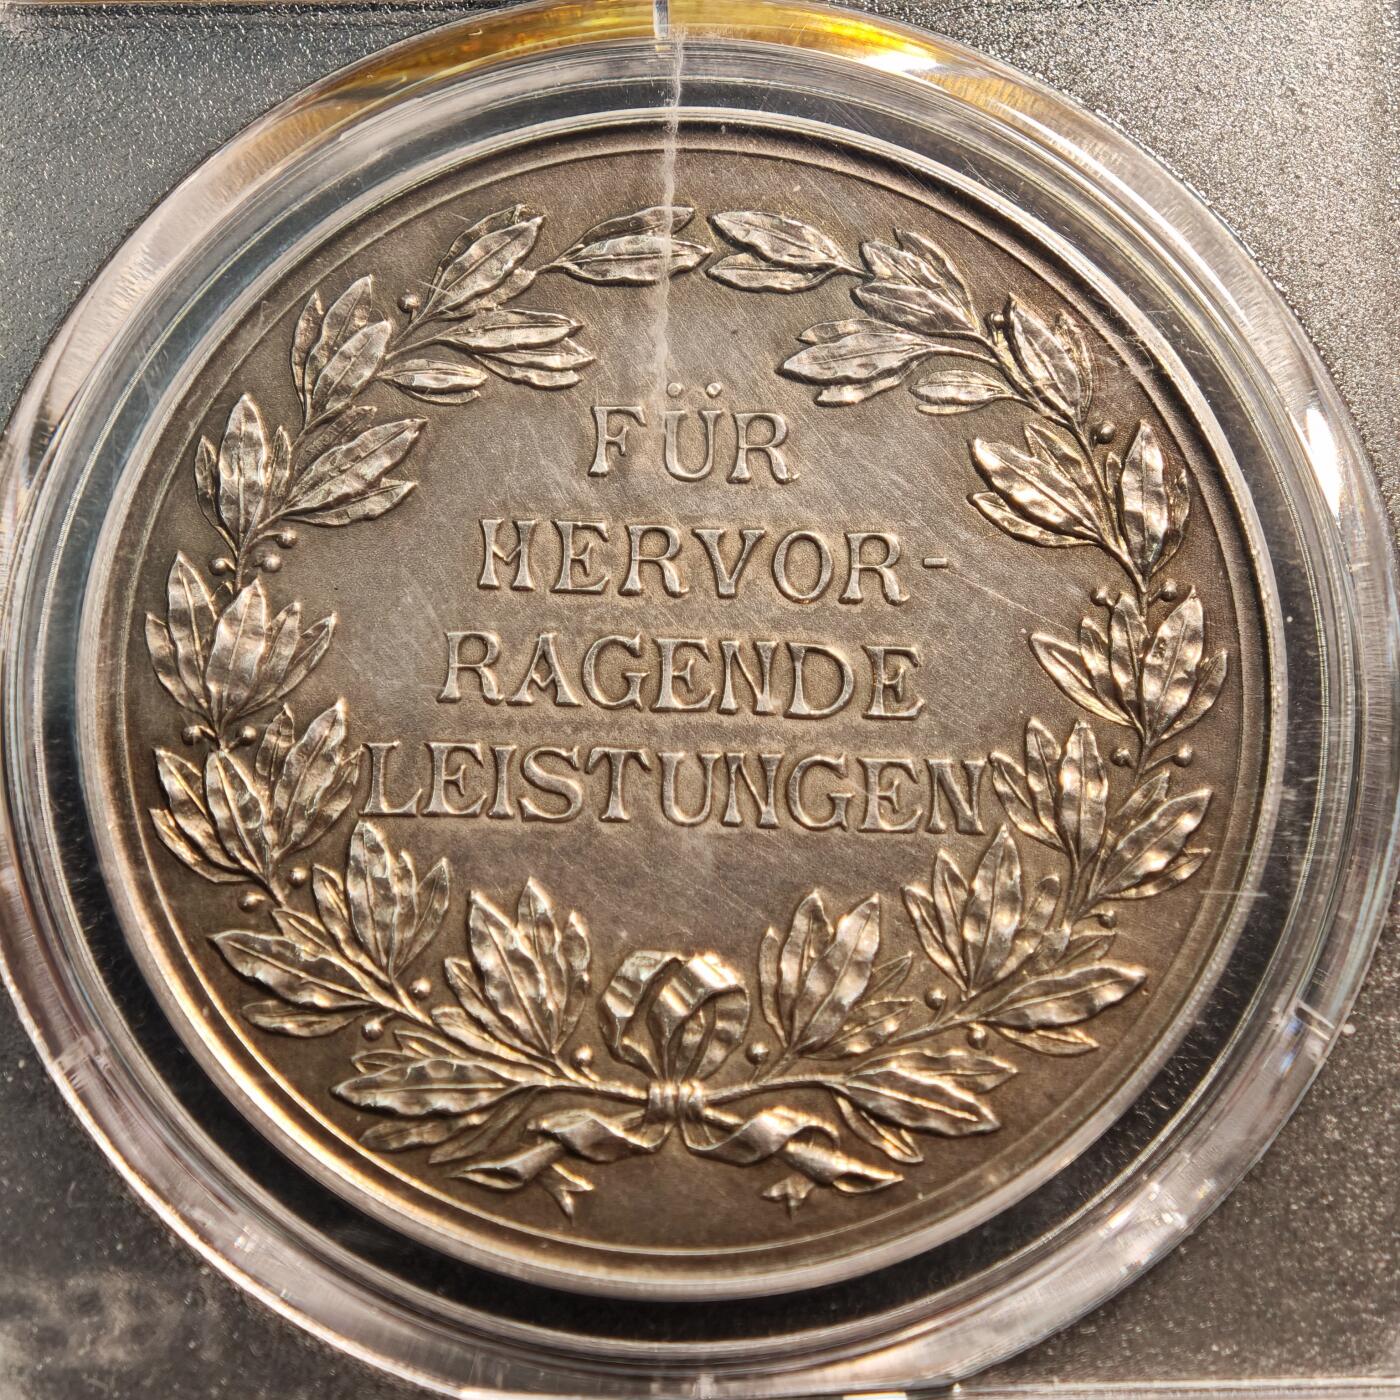 FÜR
HERVOR-
RAGENDE
LEISTUNGEN